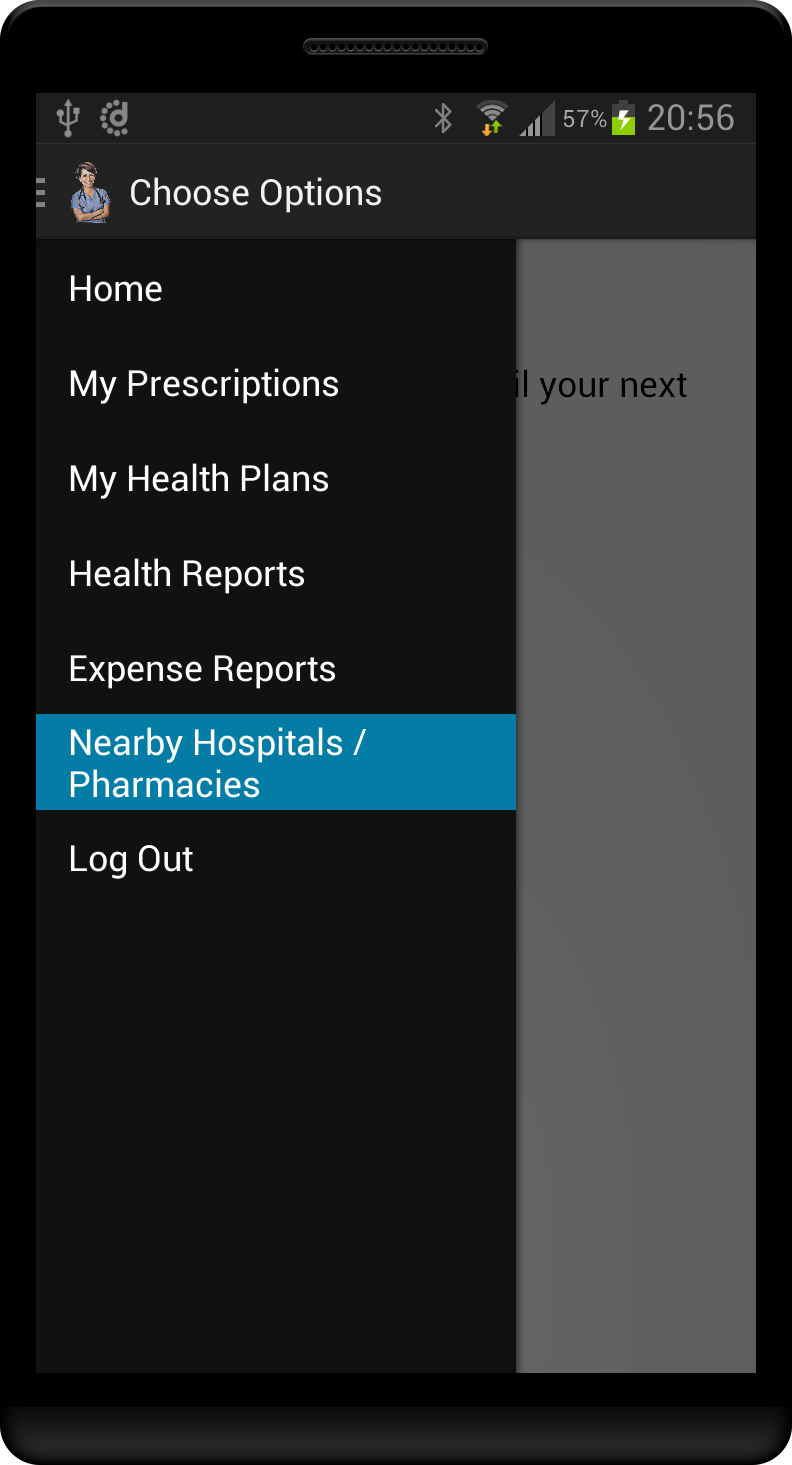 57% 20:56
Choose Options
Home
My Prescriptions
il your next
My Health Plans
Health Reports
Expense Reports
Nearby Hospitals /
Pharmacies
Log Out